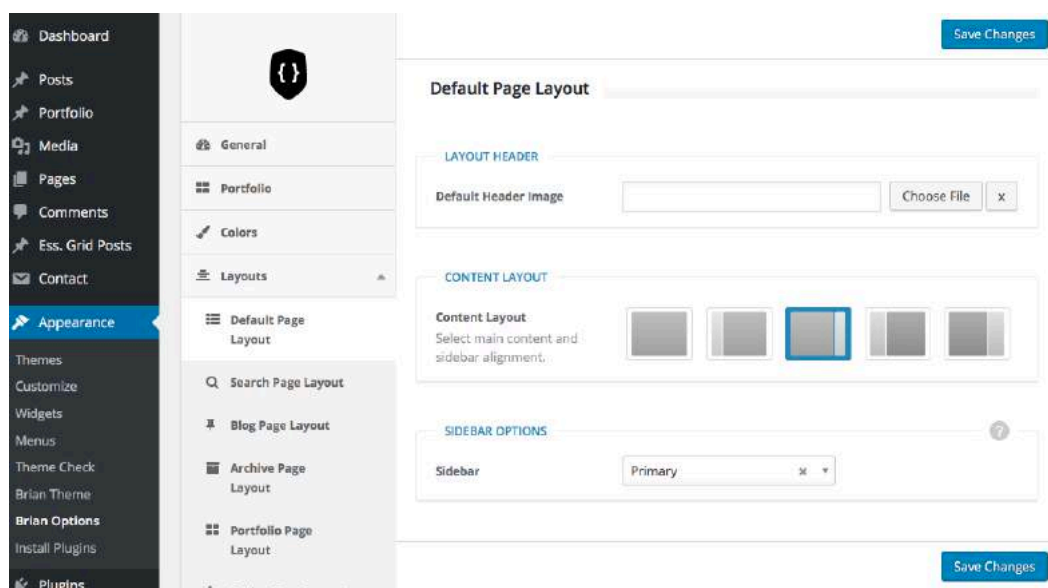 Dashboard
Posts
Portfolio
Media
Pages
Comments
Ess. Grid Posts
Contact
Appearance
Themes
Customize
Widgets
Menus
Theme Check
Brian Theme
Brian Options
Install Plugins
Plugins
{}
General
Portfolio
Colors
Layouts
Default Page
Layout
Search Page Layout
Blog Page Layout
Archive Page
Layout
Portfolio Page
Layout
Save Changes
Default Page Layout
LAYOUT HEADER
Default Header Image
Choose File
x
CONTENT LAYOUT
Content Layout
Select main content and
sidebar alignment.
SIDEBAR OPTIONS
?
Sidebar
Primary
x
Save Changes